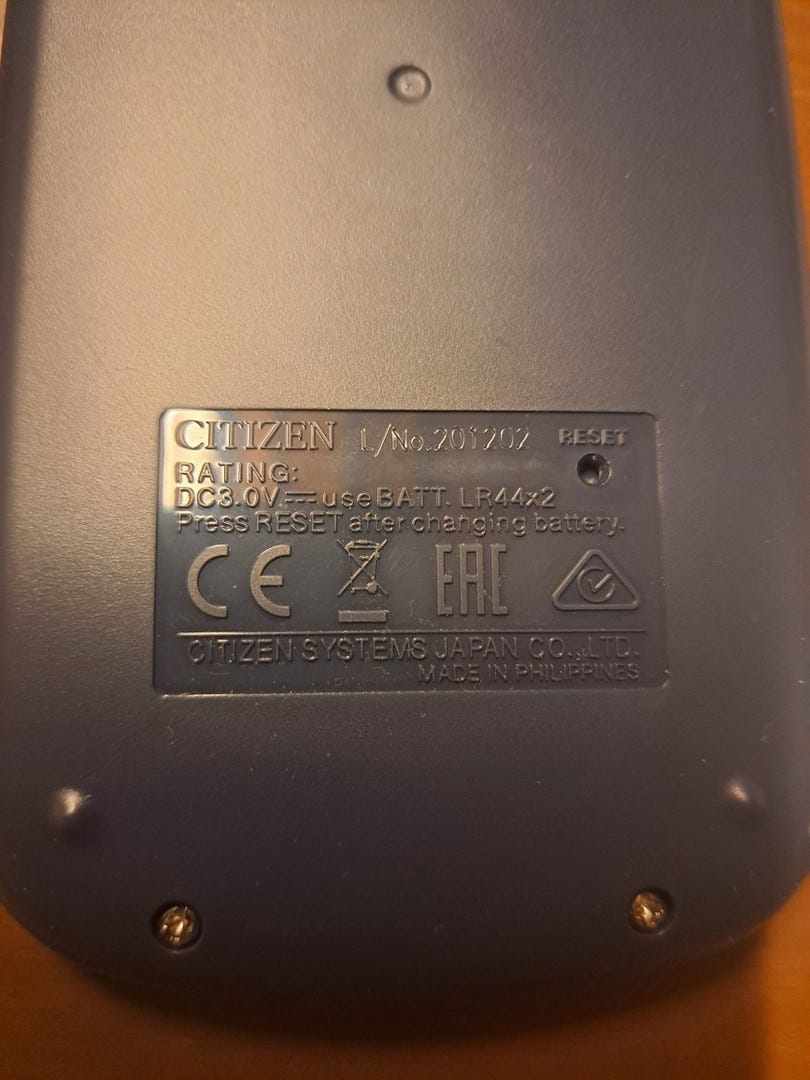 CITIZEN L/No.201202 RESET
RATING:
DC3.0V⎓use BATT. LR44x2
Press RESET after changing battery.
CE EAC
CITIZEN SYSTEMS JAPAN CO.,LTD.
MADE IN PHILIPPINES